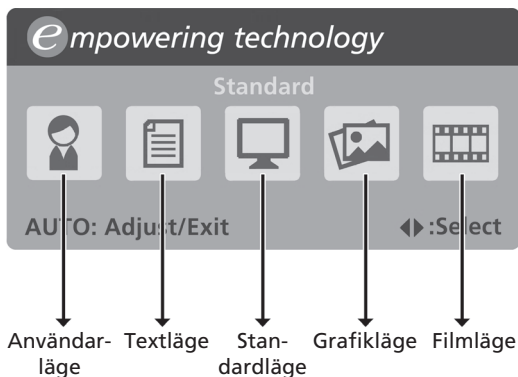 empowering technology
Standard
AUTO: Adjust/Exit
:Select
Användar- Textläge Stan- Grafikläge Filmläge
läge dardläge